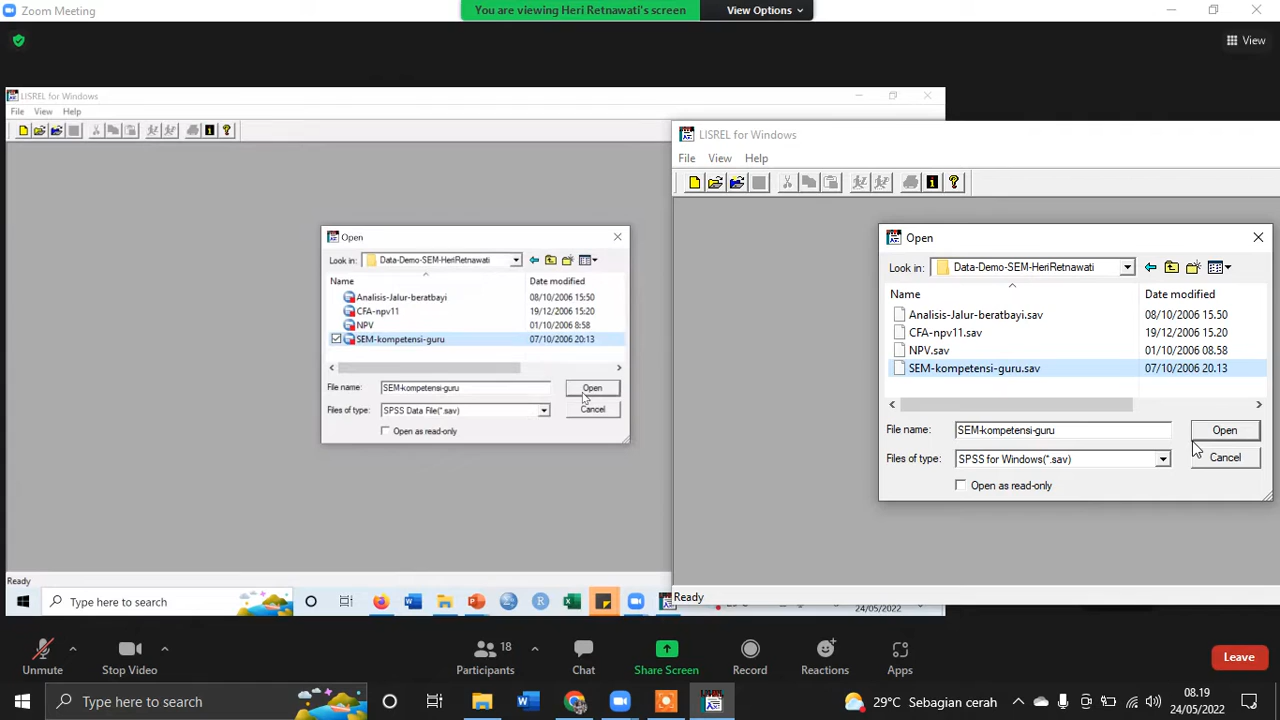 Zoom Meeting
You are viewing Heri Retnawati's screen
View Options
View
LISREL for Windows
File View Help
Open
Look in: Data-Demo-SEM-HeriRetnawati
Name Date modified
Analisis-Jalur-beratbayi 08/10/2006 15:50
CFA-npv11 19/12/2006 15:20
NPV 01/10/2006 8:58
SEM-kompetensi-guru 07/10/2006 20:13
File name: SEM-kompetensi-guru Open
Files of type: SPSS Data File(*.sav) Cancel
Open as read-only
Ready
Type here to search
24/05/2022
LISREL for Windows
File View Help
Open
Look in: Data-Demo-SEM-HeriRetnawati
Name Date modified
Analisis-Jalur-beratbayi.sav 08/10/2006 15.50
CFA-npv11.sav 19/12/2006 15.20
NPV.sav 01/10/2006 08.58
SEM-kompetensi-guru.sav 07/10/2006 20.13
File name: SEM-kompetensi-guru Open
Files of type: SPSS for Windows(*.sav) Cancel
Open as read-only
Ready
Unmute
Stop Video
18
Participants
Chat
Share Screen
Record
Reactions
Apps
Leave
Type here to search
29°C Sebagian cerah
08.19
24/05/2022